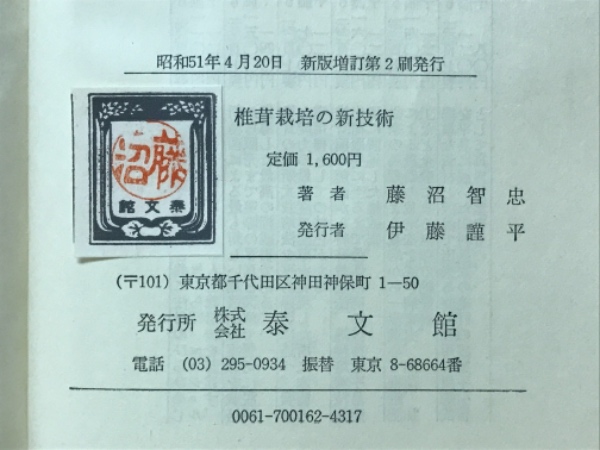 昭和51年4月20日 新版増訂第2刷発行
椎茸栽培の新技術
定価 1,600円
著者 藤沼智忠
発行者 伊藤謹平
藤沼
館文泰
(〒101) 東京都千代田区神田神保町 1—50
発行所 株式会社 泰文館
電話 (03) 295-0934 振替 東京 8-68664番
0061-700162-4317